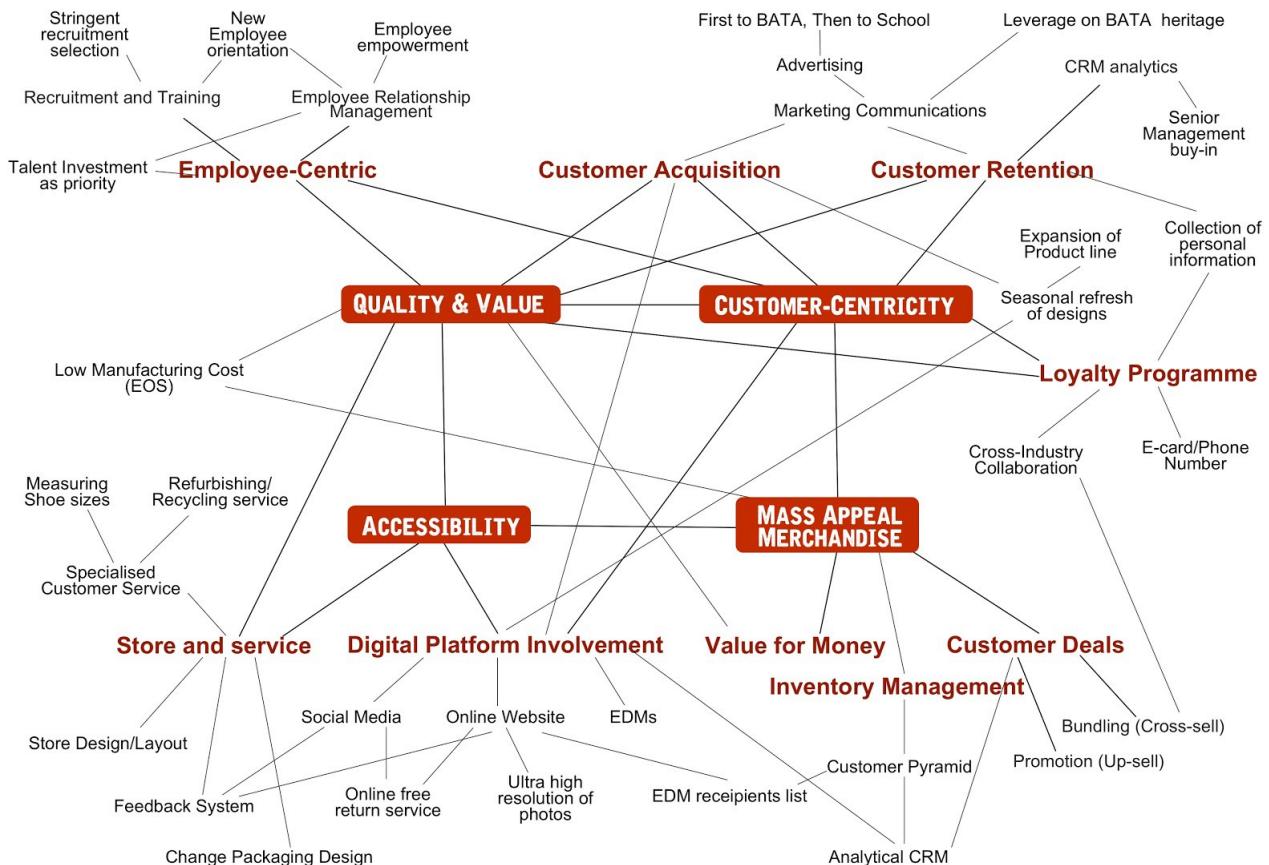 Stringent
recruitment
selection
New
Employee
orientation
Employee
empowerment
First to BATA, Then to School
Leverage on BATA heritage
Advertising
CRM analytics
Recruitment and Training
Employee Relationship
Management
Marketing Communications
Senior
Management
buy-in
Talent Investment
as priority
Employee-Centric
Customer Acquisition
Customer Retention
Expansion of
Product line
Collection of
personal
information
QUALITY & VALUE
CUSTOMER-CENTRICITY
Seasonal refresh
of designs
Low Manufacturing Cost
(EOS)
Loyalty Programme
Cross-Industry
Collaboration
E-card/Phone
Number
Measuring
Shoe sizes
Refurbishing/
Recycling service
ACCESSIBILITY
MASS APPEAL
MERCHANDISE
Specialised
Customer Service
Store and service
Digital Platform Involvement
Value for Money
Customer Deals
Inventory Management
Social Media
Online Website
EDMs
Bundling (Cross-sell)
Store Design/Layout
Promotion (Up-sell)
Customer Pyramid
Feedback System
Online free
return service
Ultra high
resolution of
photos
EDM receipients list
Change Packaging Design
Analytical CRM